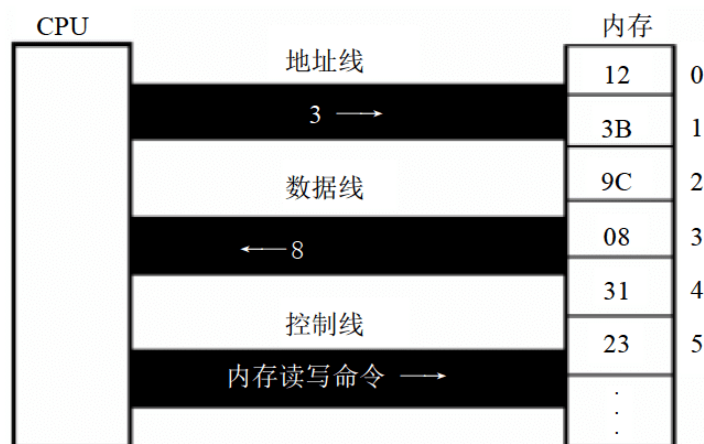 CPU
内存
地址线
3 →
数据线
←8
控制线
内存读写命令 →
12 0
3B 1
9C 2
08 3
31 4
23 5